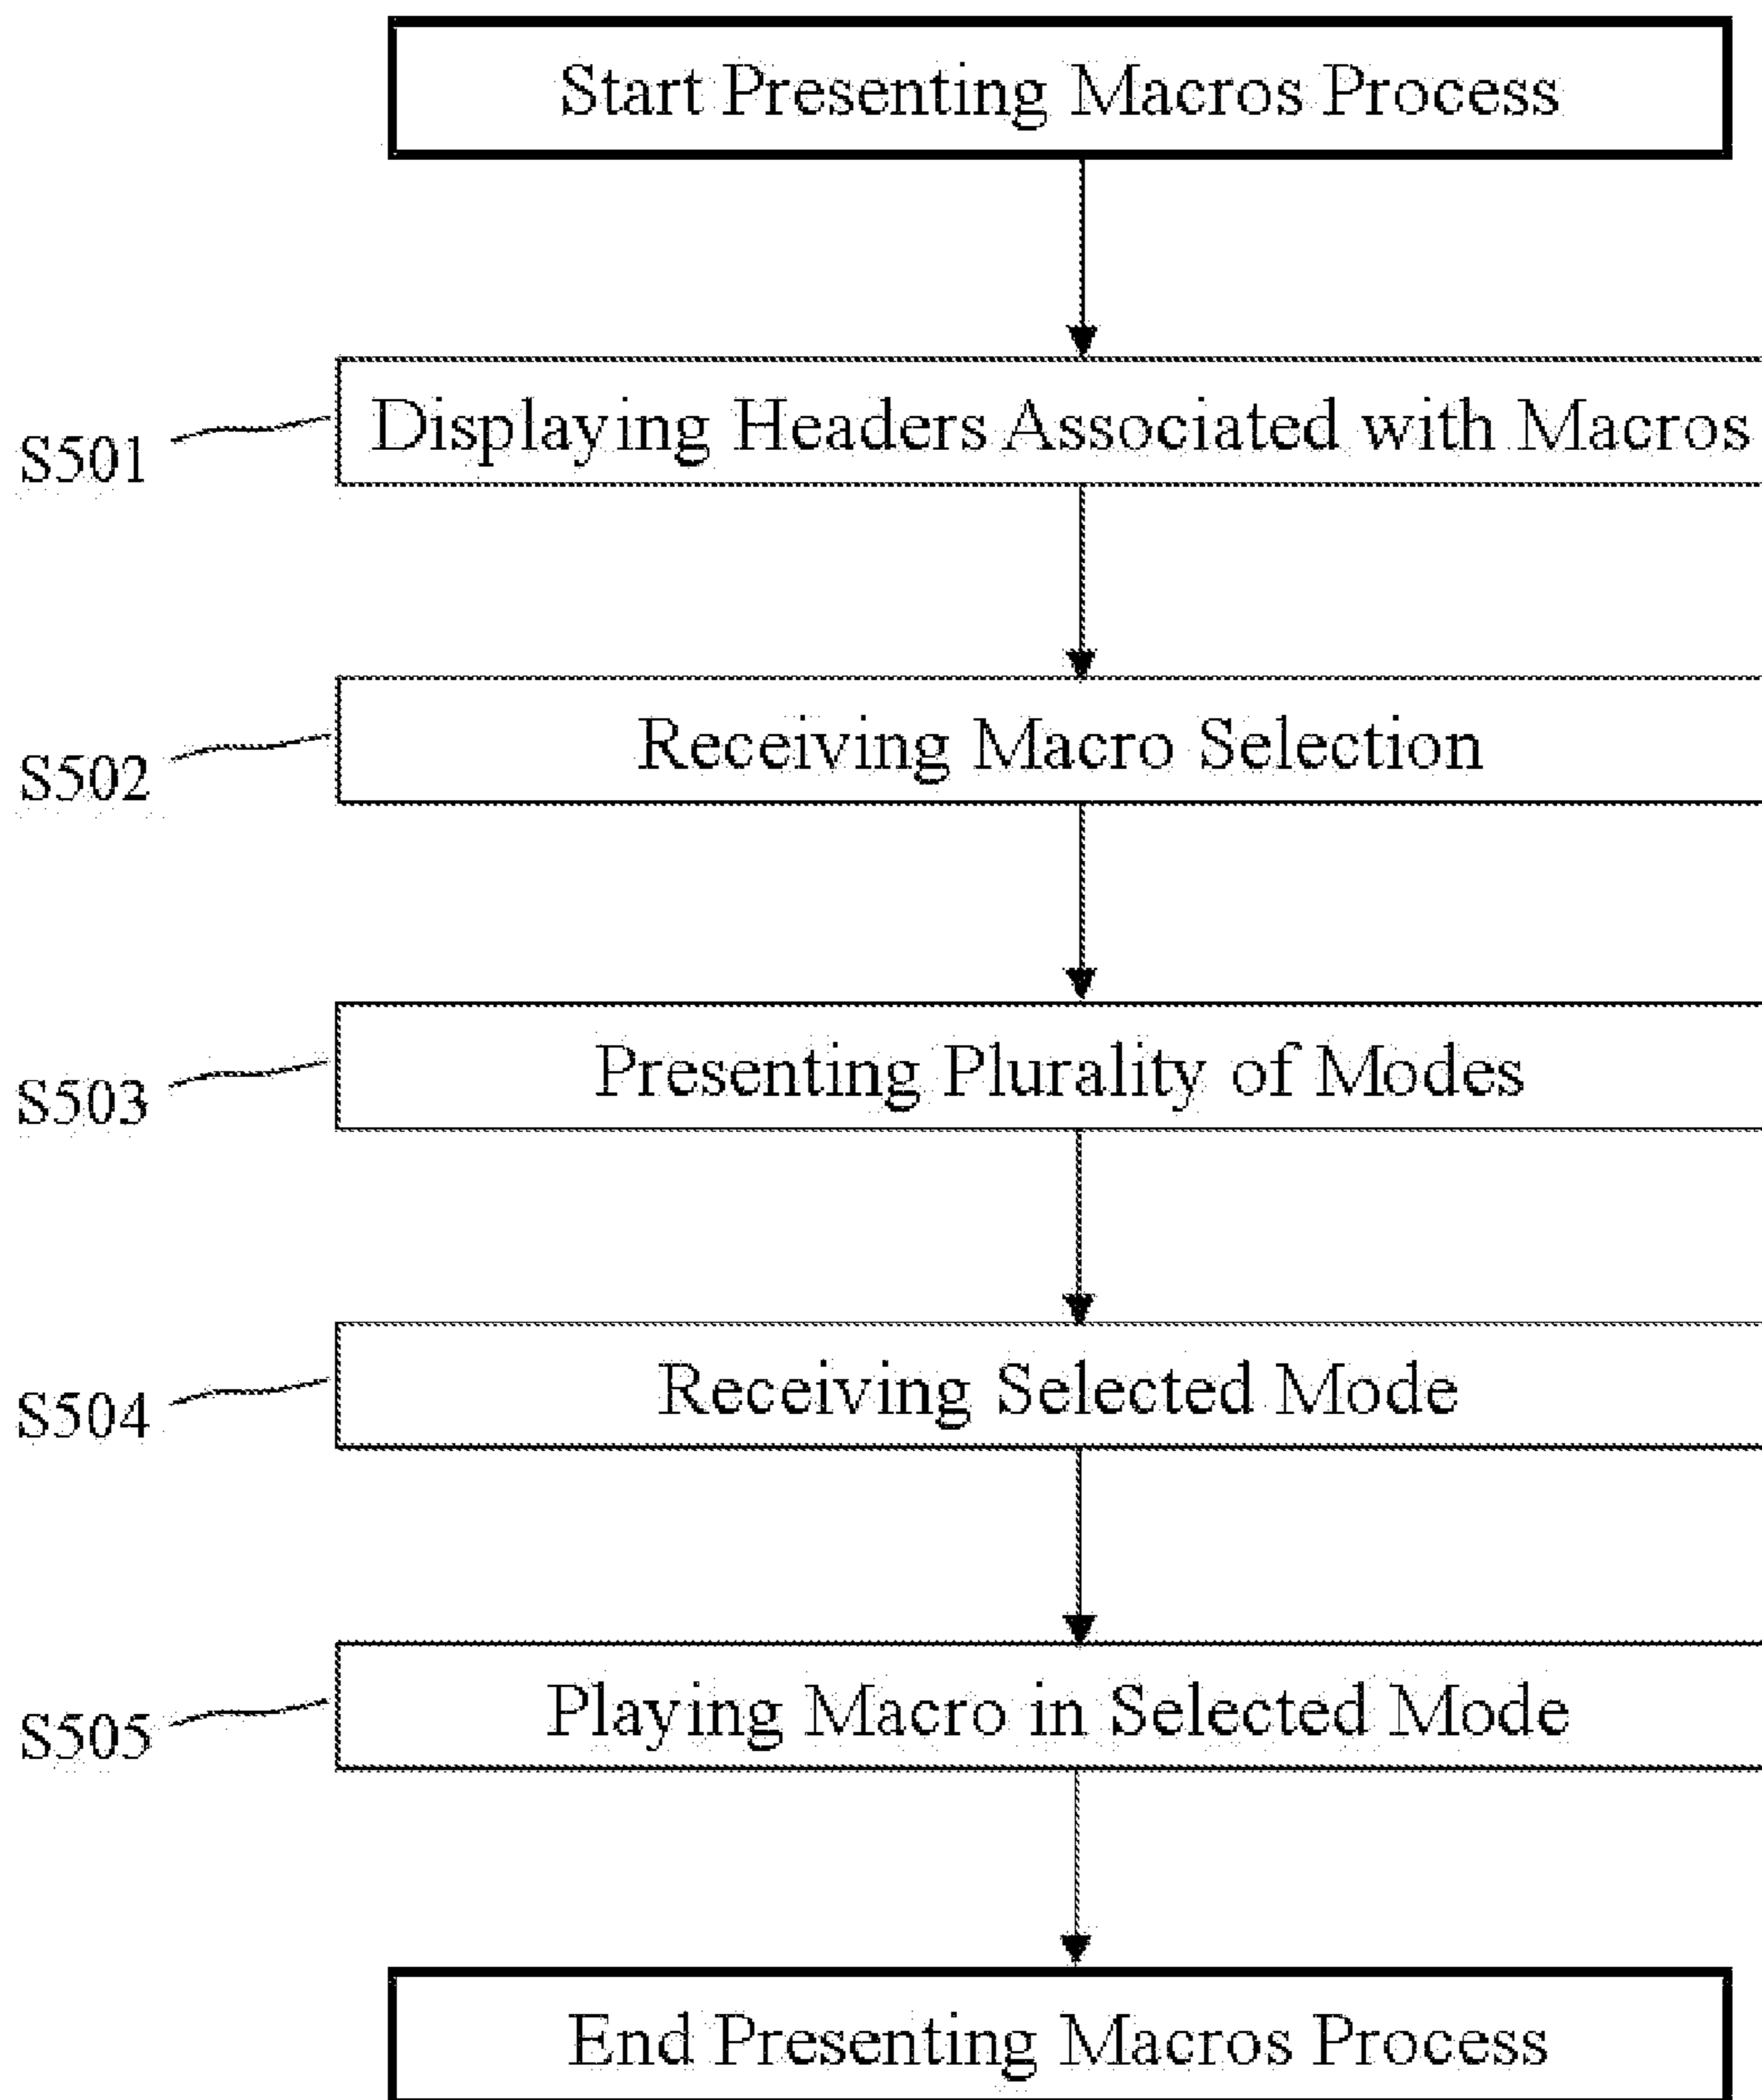 Start Presenting Macros Process
Displaying Headers Associated with Macros
S501
Receiving Macro Selection
S502
Presenting Plurality of Modes
S503
Receiving Selected Mode
S504
Playing Macro in Selected Mode
S505
End Presenting Macros Process